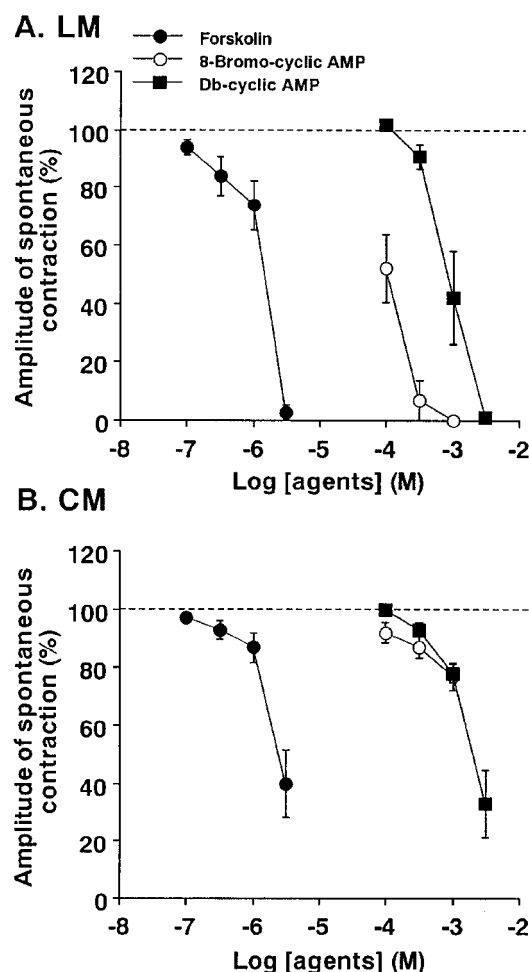 A. LM
Forskolin
8-Bromo-cyclic AMP
Db-cyclic AMP
Amplitude of spontaneous
contraction (%)
120
100
80
60
40
20
0
-8 -7 -6 -5 -4 -3 -2
Log [agents] (M)
B. CM
Amplitude of spontaneous
contraction (%)
120
100
80
60
40
20
0
-8 -7 -6 -5 -4 -3 -2
Log [agents] (M)